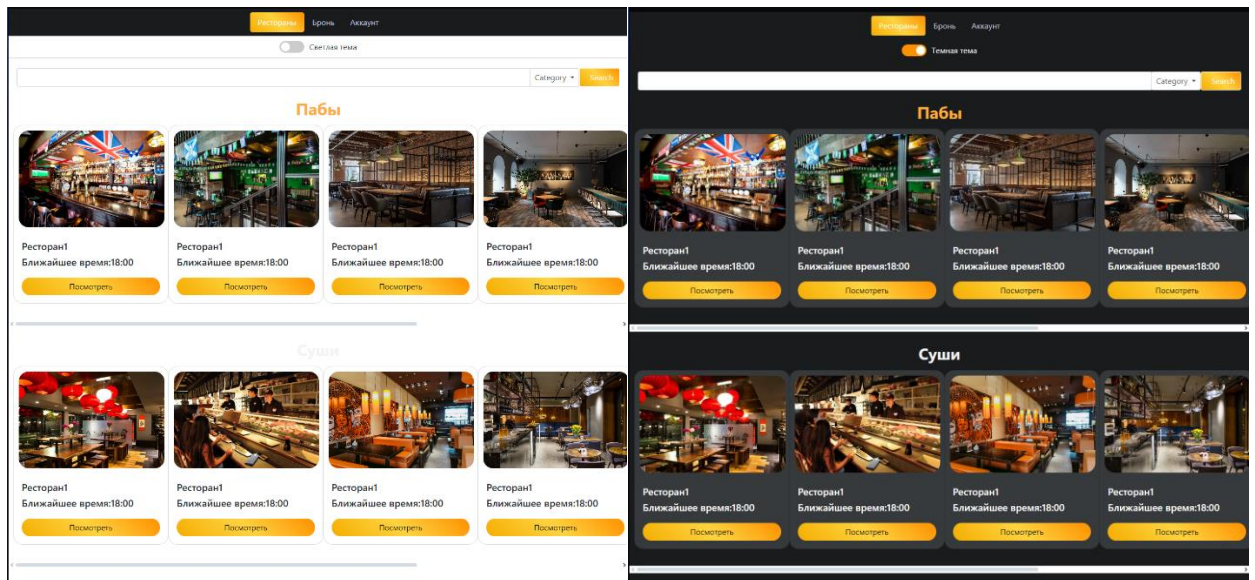 Рестораны Бронь Аккаунт
Светлая тема
Category Search
Пабы
Ресторан1 Ресторан1 Ресторан1 Ресторан1
Ближайшее время:18:00 Ближайшее время:18:00 Ближайшее время:18:00 Ближайшее время:18:00
Посмотреть Посмотреть Посмотреть Посмотреть
Суши
Ресторан1 Ресторан1 Ресторан1 Ресторан1
Ближайшее время:18:00 Ближайшее время:18:00 Ближайшее время:18:00 Ближайшее время:18:00
Посмотреть Посмотреть Посмотреть Посмотреть
Рестораны Бронь Аккаунт
Темная тема
Category Search
Пабы
Ресторан1 Ресторан1 Ресторан1 Ресторан1
Ближайшее время:18:00 Ближайшее время:18:00 Ближайшее время:18:00 Ближайшее время:18:00
Посмотреть Посмотреть Посмотреть Посмотреть
Суши
Ресторан1 Ресторан1 Ресторан1 Ресторан1
Ближайшее время:18:00 Ближайшее время:18:00 Ближайшее время:18:00 Ближайшее время:18:00
Посмотреть Посмотреть Посмотреть Посмотреть